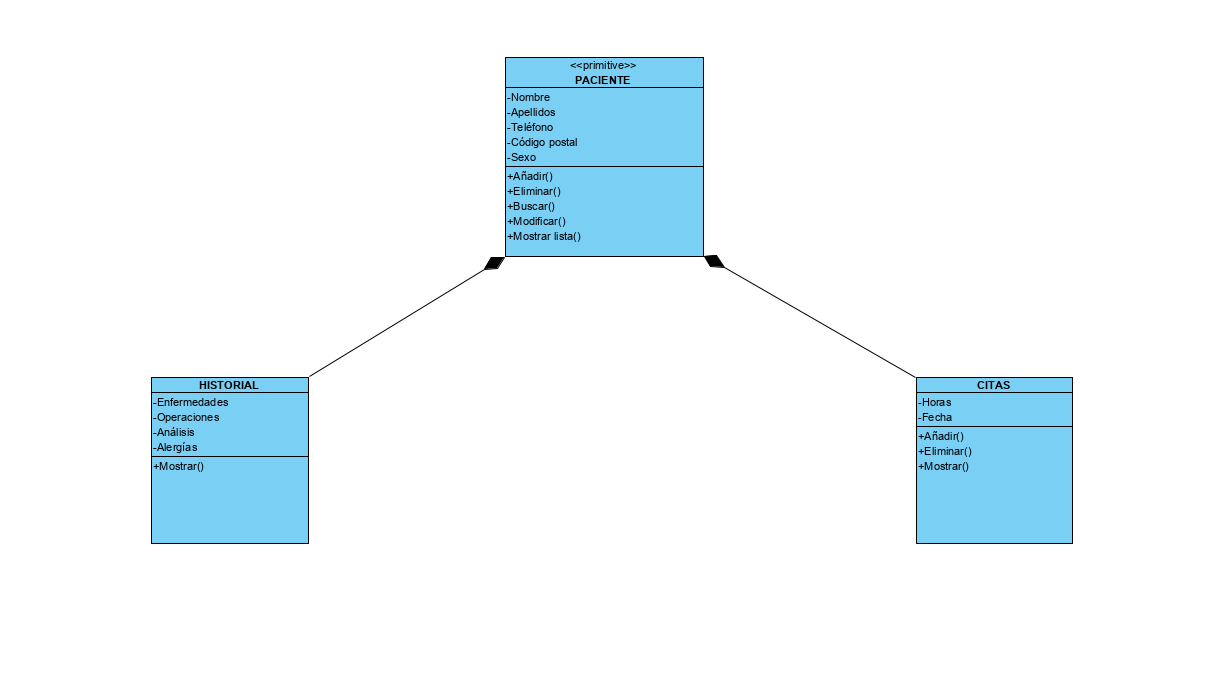 <<primitive>>
PACIENTE
-Nombre
-Apellidos
-Teléfono
-Código postal
-Sexo
+Añadir()
+Eliminar()
+Buscar()
+Modificar()
+Mostrar lista()
HISTORIAL
-Enfermedades
-Operaciones
-Análisis
-Alergías
+Mostrar()
CITAS
-Horas
-Fecha
+Añadir()
+Eliminar()
+Mostrar()